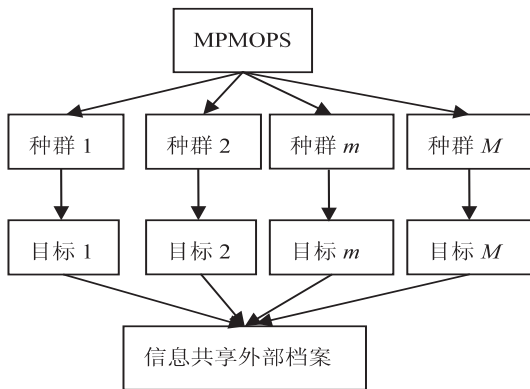 MPMOPS
种群 1
种群 2
种群 m
种群 M
目标 1
目标 2
目标 m
目标 M
信息共享外部档案